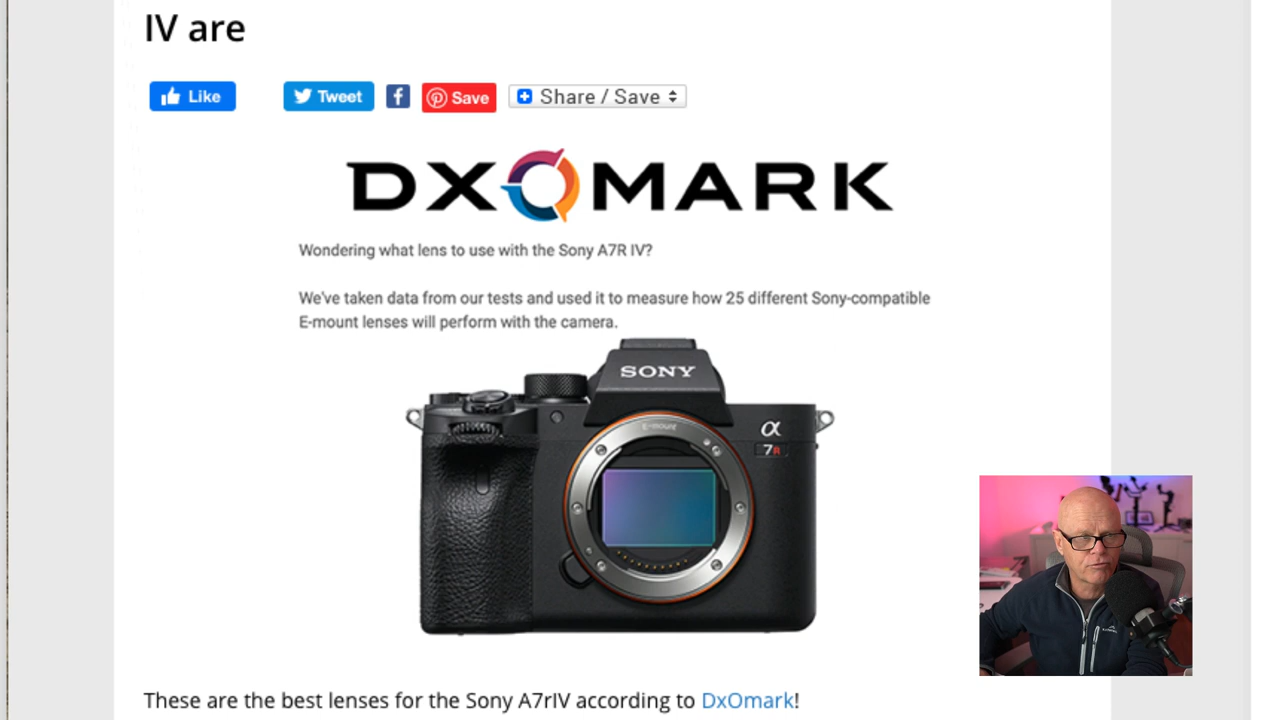 IV are
Like
Tweet
Save
Share / Save
DXOMARK
Wondering what lens to use with the Sony A7R IV?
We've taken data from our tests and used it to measure how 25 different Sony-compatible
E-mount lenses will perform with the camera.
SONY
E-mount
α
7R
These are the best lenses for the Sony A7rIV according to DxOmark!